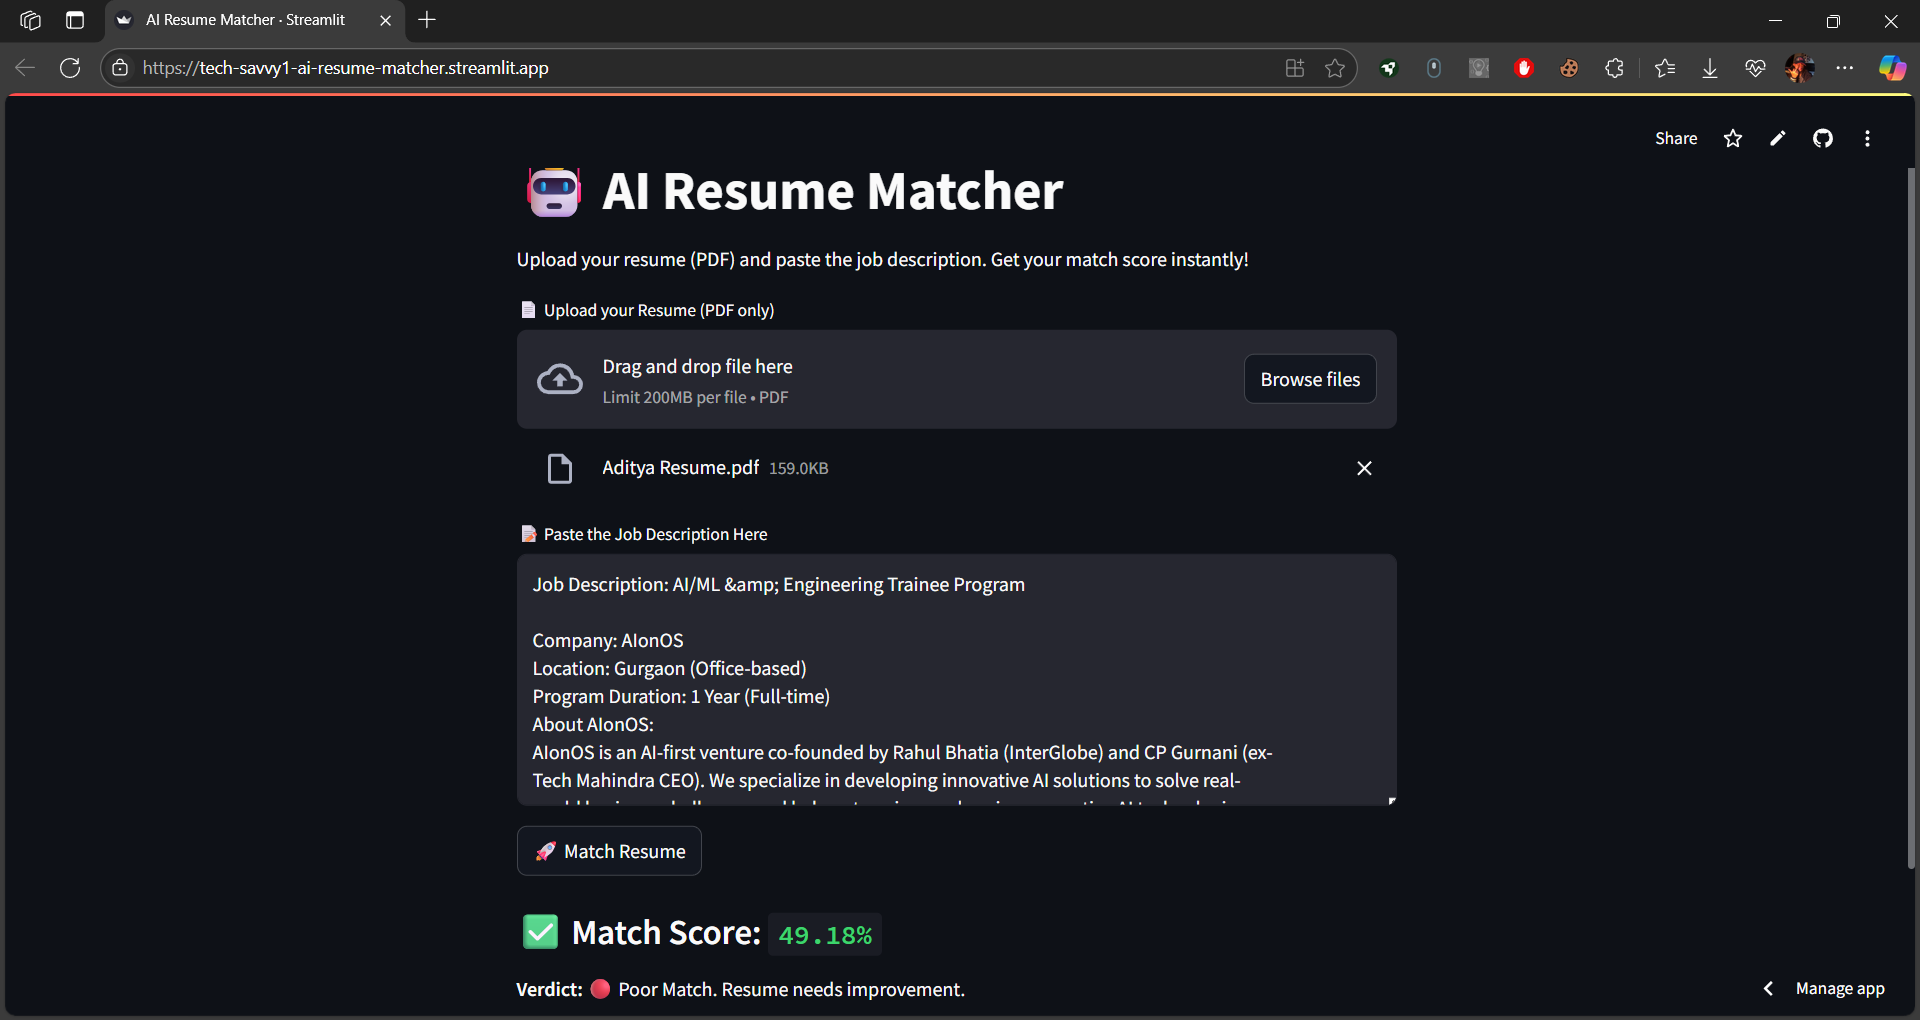 AI Resume Matcher · Streamlit
https://tech-savvy1-ai-resume-matcher.streamlit.app
Share
AI Resume Matcher
Upload your resume (PDF) and paste the job description. Get your match score instantly!
Upload your Resume (PDF only)
Drag and drop file here
Limit 200MB per file • PDF
Browse files
Aditya Resume.pdf 159.0KB
Paste the Job Description Here
Job Description: AI/ML &amp;amp; Engineering Trainee Program
Company: AIonOS
Location: Gurgaon (Office-based)
Program Duration: 1 Year (Full-time)
About AIonOS:
AIonOS is an AI-first venture co-founded by Rahul Bhatia (InterGlobe) and CP Gurnani (ex-
Tech Mahindra CEO). We specialize in developing innovative AI solutions to solve real-
Match Resume
Match Score: 49.18%
Verdict: Poor Match. Resume needs improvement.
Manage app